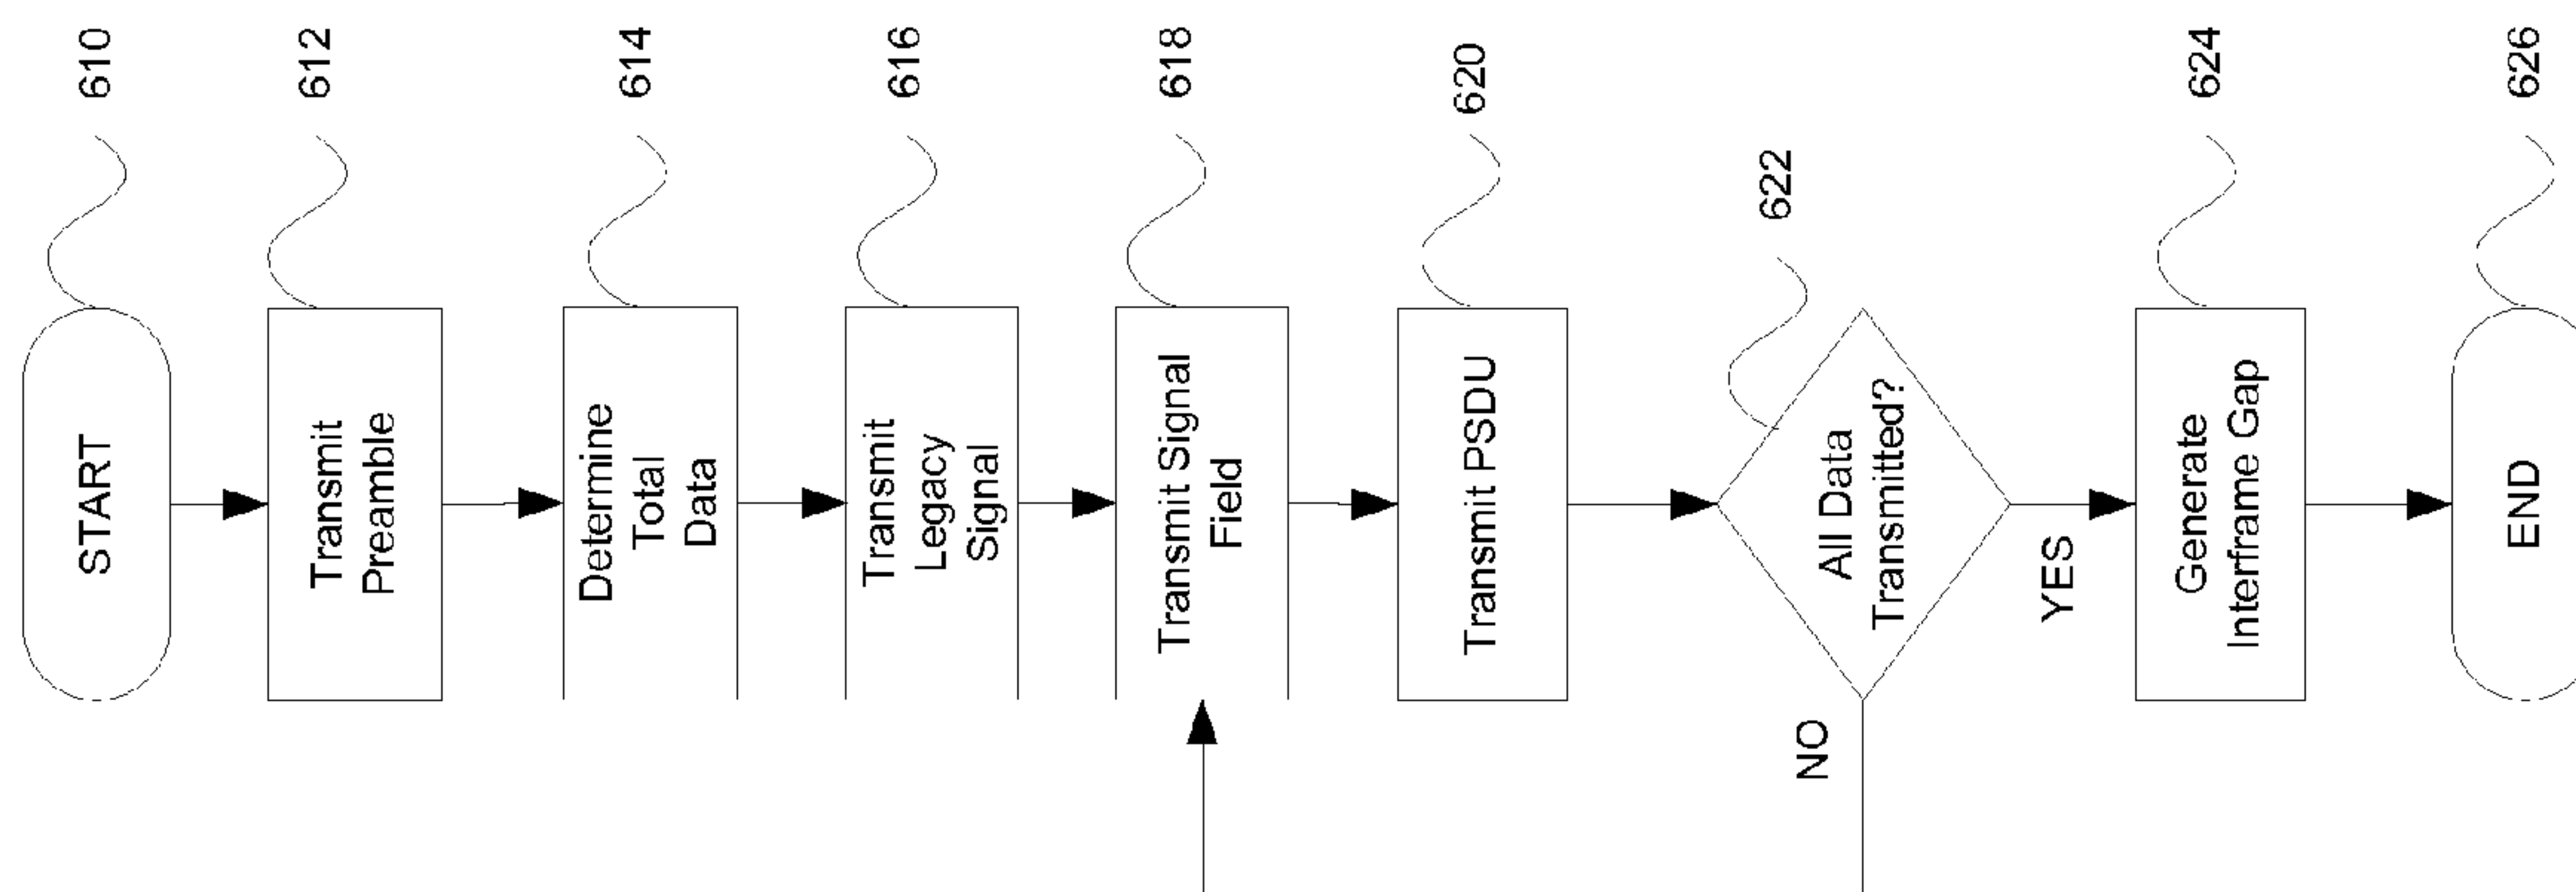 START
610
Transmit
Preamble
612
Determine
Total
Data
614
Transmit
Legacy
Signal
616
Transmit Signal
Field
618
Transmit PSDU
620
All Data
Transmitted?
622
NO
YES
Generate
Interframe Gap
624
END
626